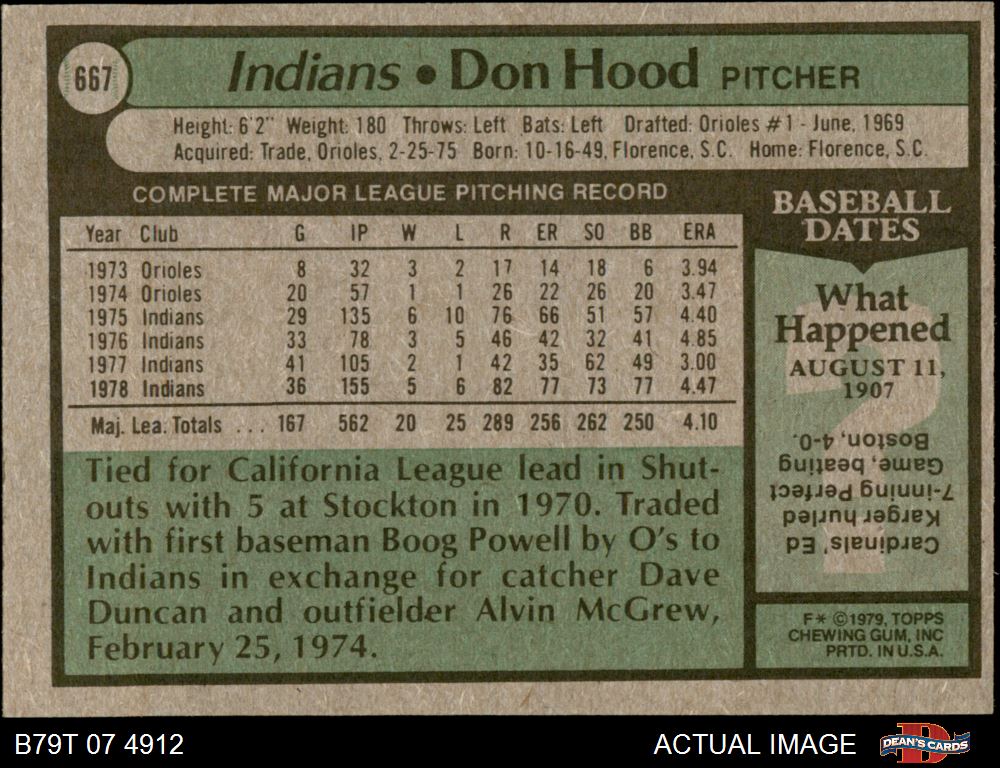 667
Indians • Don Hood PITCHER
Height: 6'2" Weight: 180 Throws: Left Bats: Left Drafted: Orioles #1 - June, 1969
Acquired: Trade, Orioles, 2-25-75 Born: 10-16-49, Florence, S.C. Home: Florence, S.C.
COMPLETE MAJOR LEAGUE PITCHING RECORD
Year Club G IP W L R ER SO BB ERA
1973 Orioles 8 32 3 2 17 14 18 6 3.94
1974 Orioles 20 57 1 1 26 22 26 20 3.47
1975 Indians 29 135 6 10 76 66 51 57 4.40
1976 Indians 33 78 3 5 46 42 32 41 4.85
1977 Indians 41 105 2 1 42 35 62 49 3.00
1978 Indians 36 155 5 6 82 77 73 77 4.47
Maj. Lea. Totals ... 167 562 20 25 289 256 262 250 4.10
Tied for California League lead in Shut-
outs with 5 at Stockton in 1970. Traded
with first baseman Boog Powell by O's to
Indians in exchange for catcher Dave
Duncan and outfielder Alvin McGrew,
February 25, 1974.
BASEBALL
DATES
What
Happened
AUGUST 11,
1907
Cardinals' Ed
Karger hurled
7-inning Perfect
Game, beating
Boston, 4-0.
F* ©1979, TOPPS
CHEWING GUM, INC
PRTD. IN U.S.A.
B79T 07 4912
ACTUAL IMAGE
DEAN'S CARDS